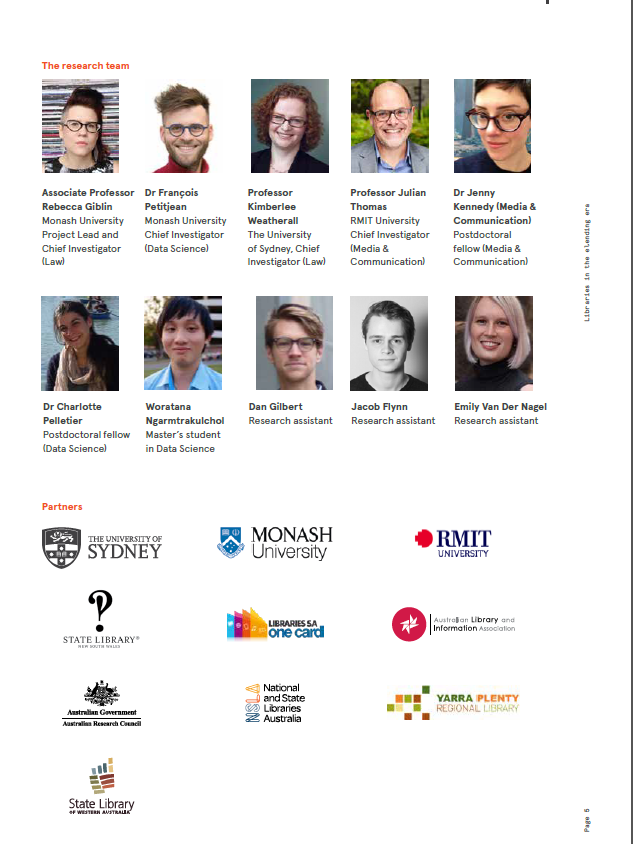 The research team
Associate Professor
Rebecca Giblin
Monash University
Project Lead and
Chief Investigator
(Law)
Dr François
Petitjean
Monash University
Chief Investigator
(Data Science)
Professor
Kimberlee
Weatherall
The University
of Sydney, Chief
Investigator (Law)
Professor Julian
Thomas
RMIT University
Chief Investigator
(Media &
Communication)
Dr Jenny
Kennedy (Media &
Communication)
Postdoctoral
fellow (Media &
Communication)
Dr Charlotte
Pelletier
Postdoctoral fellow
(Data Science)
Woratana
Ngarmtrakulchol
Master's student
in Data Science
Dan Gilbert
Research assistant
Jacob Flynn
Research assistant
Emily Van Der Nagel
Research assistant
Partners
THE UNIVERSITY OF
SYDNEY
MONASH
University
RMIT
UNIVERSITY
STATE LIBRARY®
NEW SOUTH WALES
LIBRARIES SA
one card
Australian Library and
Information Association
Australian Government
Australian Research Council
NSLA
National
and State
Libraries
Australia
YARRA PLENTY
REGIONAL LIBRARY
State Library
OF WESTERN AUSTRALIA
Libraries in the elending era
Page 5